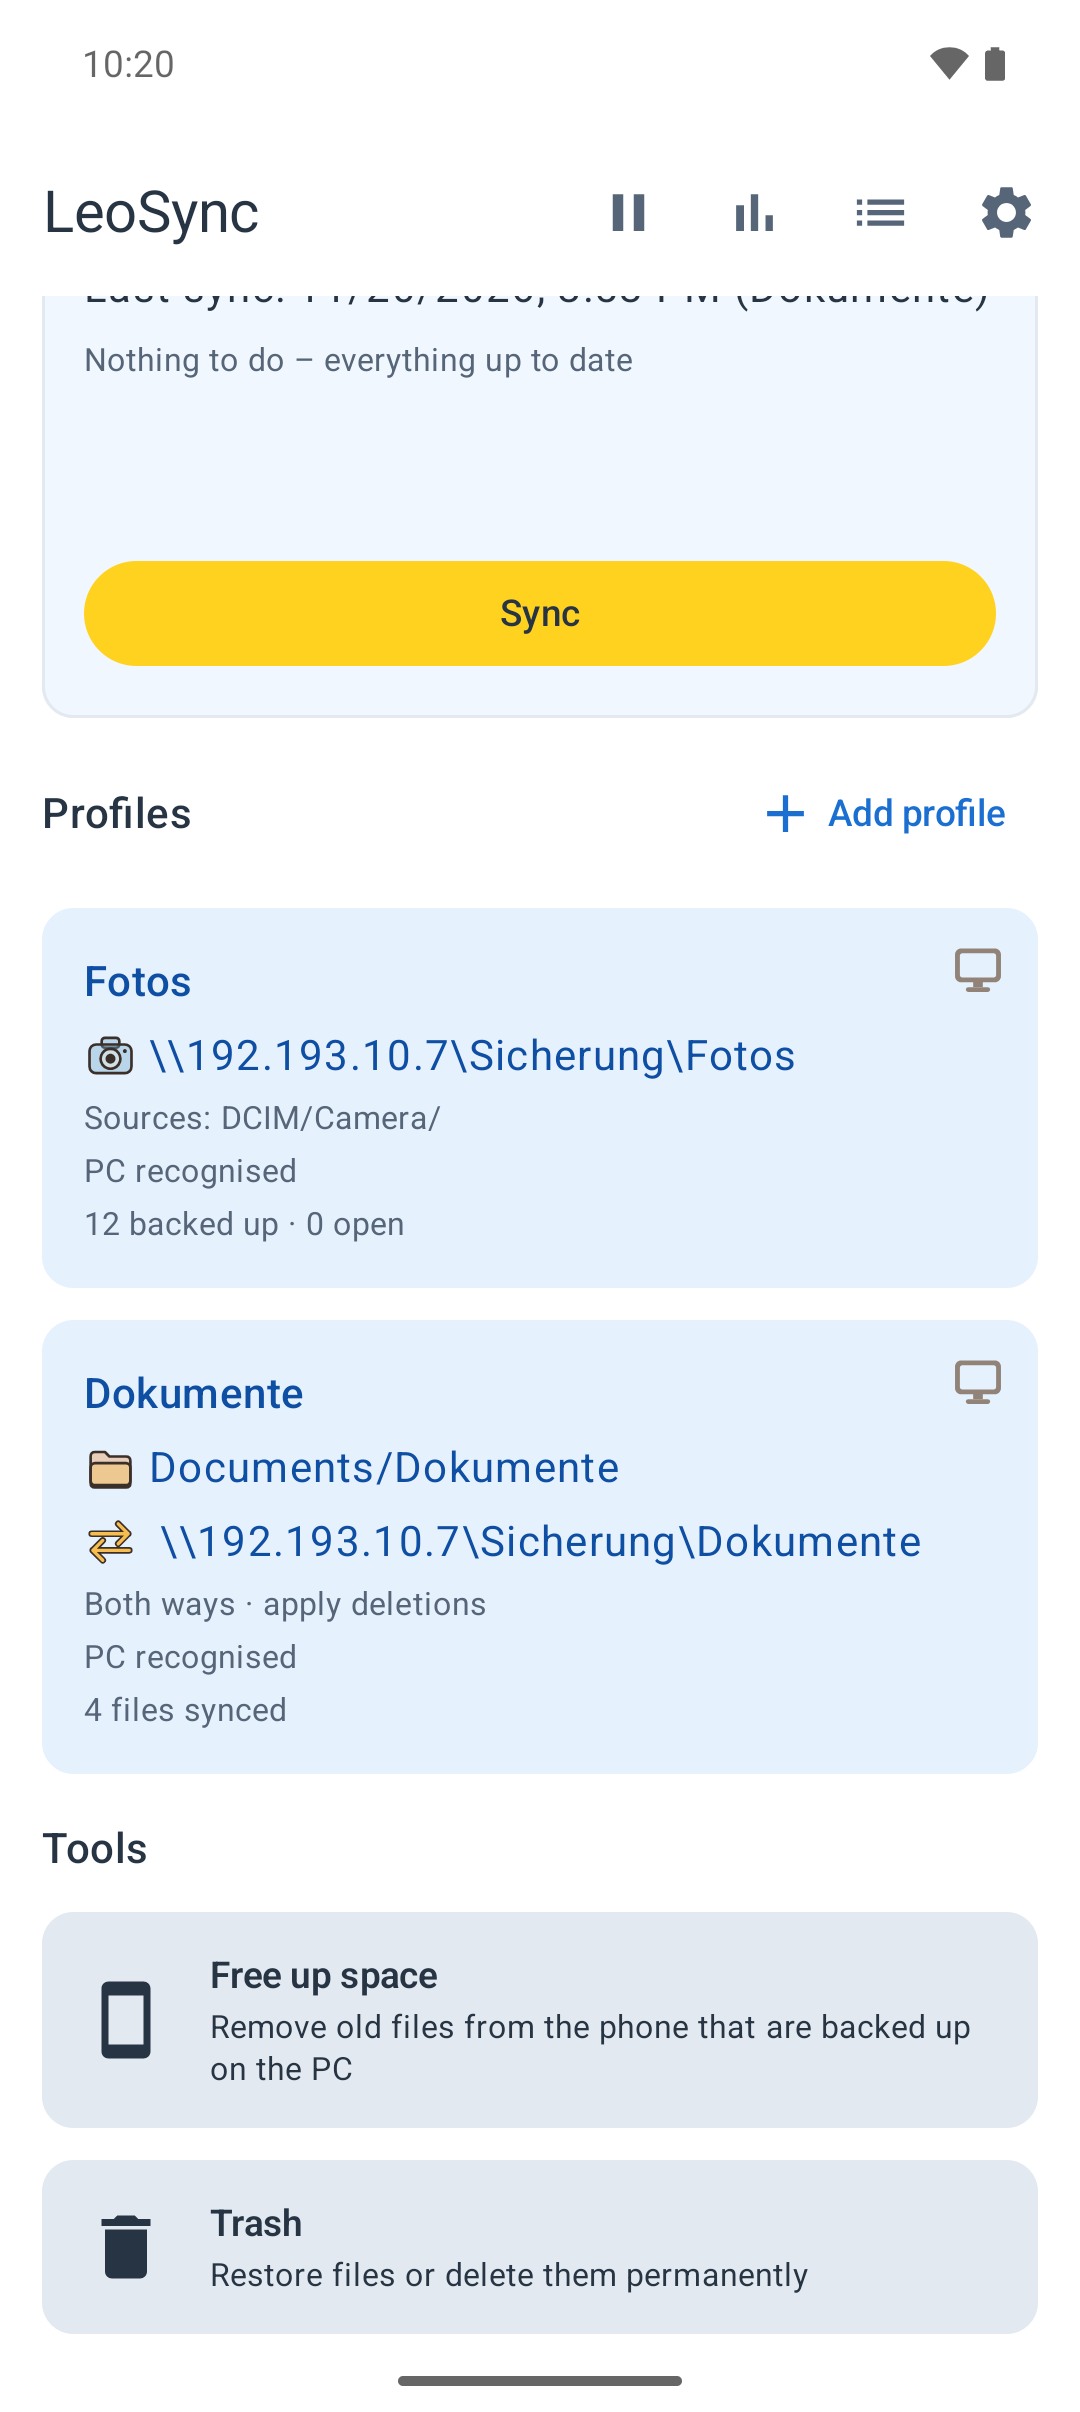 10:20
LeoSync
Last sync:
(Dokumente)
Nothing to do – everything up to date
Sync
Profiles
Add profile
Fotos
\\192.193.10.7\Sicherung\Fotos
Sources: DCIM/Camera/
PC recognised
12 backed up · 0 open
Dokumente
Documents/Dokumente
\\192.193.10.7\Sicherung\Dokumente
Both ways · apply deletions
PC recognised
4 files synced
Tools
Free up space
Remove old files from the phone that are backed up
on the PC
Trash
Restore files or delete them permanently